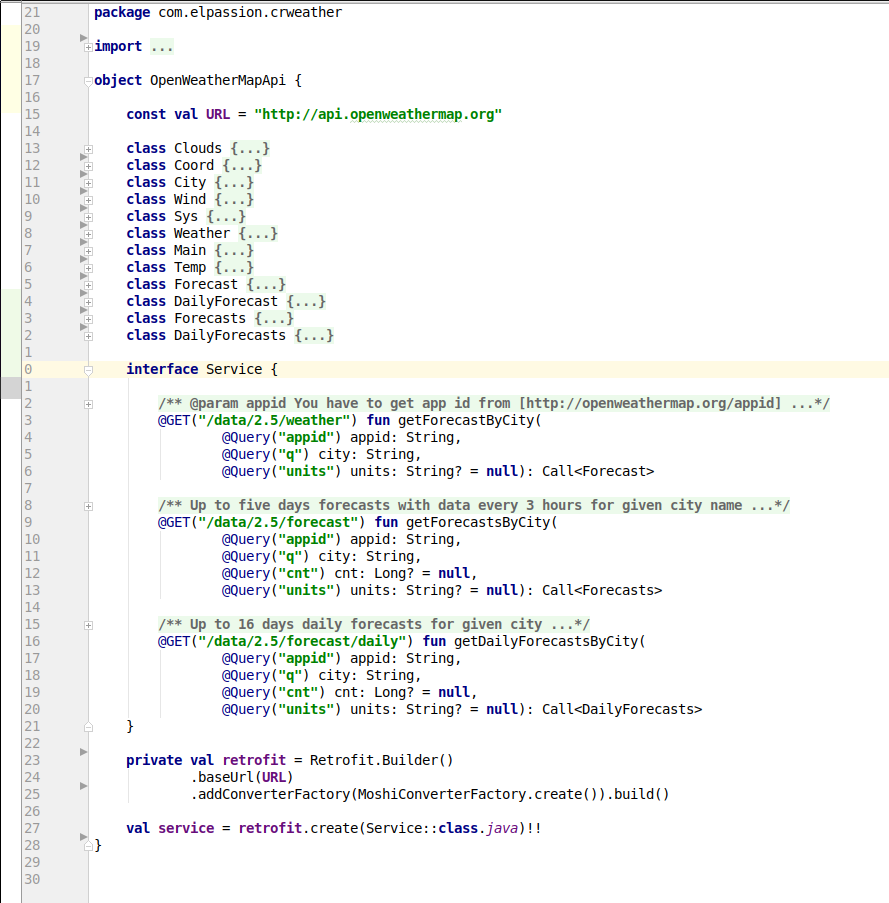 21 package com.elpassion.crweather
20
19 import ...
18
17 object OpenWeatherMapApi {
16
15     const val URL = "http://api.openweathermap.org"
14
13     class Clouds {...}
12     class Coord {...}
11     class City {...}
10     class Wind {...}
9     class Sys {...}
8     class Weather {...}
7     class Main {...}
6     class Temp {...}
5     class Forecast {...}
4     class DailyForecast {...}
3     class Forecasts {...}
2     class DailyForecasts {...}
1
0     interface Service {
1
2         /** @param appid You have to get app id from [http://openweathermap.org/appid] ...*/
3         @GET("/data/2.5/weather") fun getForecastByCity(
4                 @Query("appid") appid: String,
5                 @Query("q") city: String,
6                 @Query("units") units: String? = null): Call<Forecast>
7
8         /** Up to five days forecasts with data every 3 hours for given city name ...*/
9         @GET("/data/2.5/forecast") fun getForecastsByCity(
10                 @Query("appid") appid: String,
11                 @Query("q") city: String,
12                 @Query("cnt") cnt: Long? = null,
13                 @Query("units") units: String? = null): Call<Forecasts>
14
15         /** Up to 16 days daily forecasts for given city ...*/
16         @GET("/data/2.5/forecast/daily") fun getDailyForecastsByCity(
17                 @Query("appid") appid: String,
18                 @Query("q") city: String,
19                 @Query("cnt") cnt: Long? = null,
20                 @Query("units") units: String? = null): Call<DailyForecasts>
21     }
22
23     private val retrofit = Retrofit.Builder()
24             .baseUrl(URL)
25             .addConverterFactory(MoshiConverterFactory.create()).build()
26
27     val service = retrofit.create(Service::class.java)!!
28 }
29
30